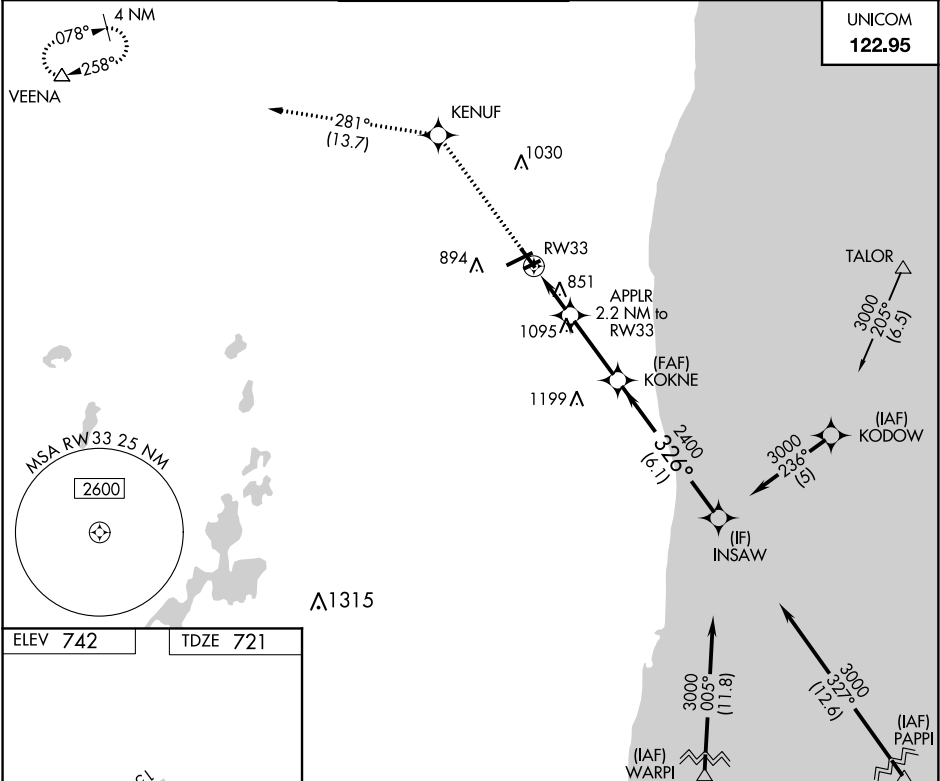 4 NM
078°
258°
VEENA
UNICOM
122.95
KENUF
281°
(13.7)
1030
RW33
894
851
TALOR
APPLR
2.2 NM to
RW33
1095
3000
205°
(6.5)
(FAF)
KOKNE
1199
2400
326°
(6.1)
(IAF)
KODOW
3000
236°
(5)
MSA RW33 25 NM
2600
(IF)
INSAW
1315
ELEV 742
TDZE 721
3000
005°
(11.8)
3000
327°
(12.6)
(IAF)
WARPI
(IAF)
PAPPI